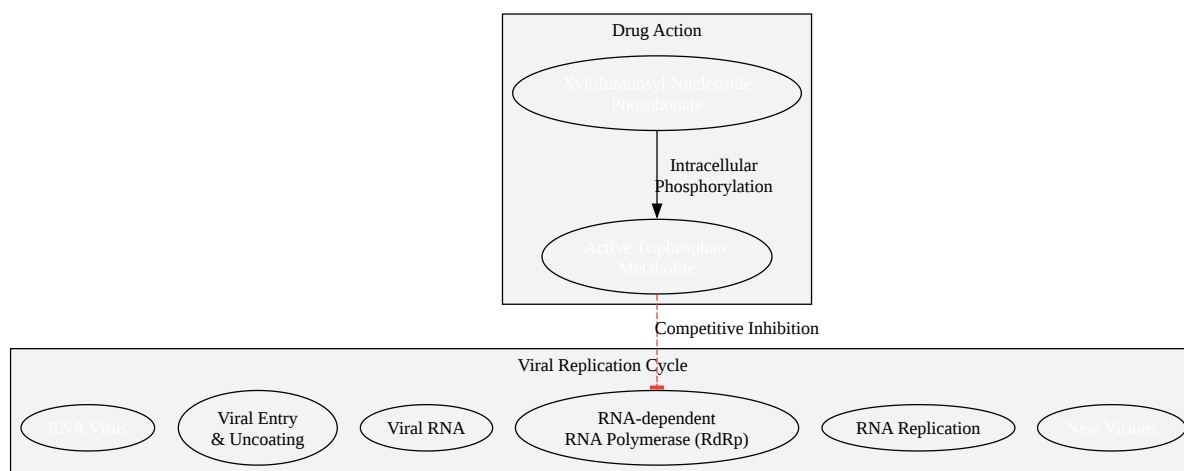 Drug Action
Xylofuranosyl Nucleoside
Phosphonate
Intracellular
Phosphorylation
Active Triphosphate
Metabolite
Competitive Inhibition
Viral Replication Cycle
RNA Virus
Viral Entry
& Uncoating
Viral RNA
RNA-dependent
RNA Polymerase (RdRp)
RNA Replication
New Virions